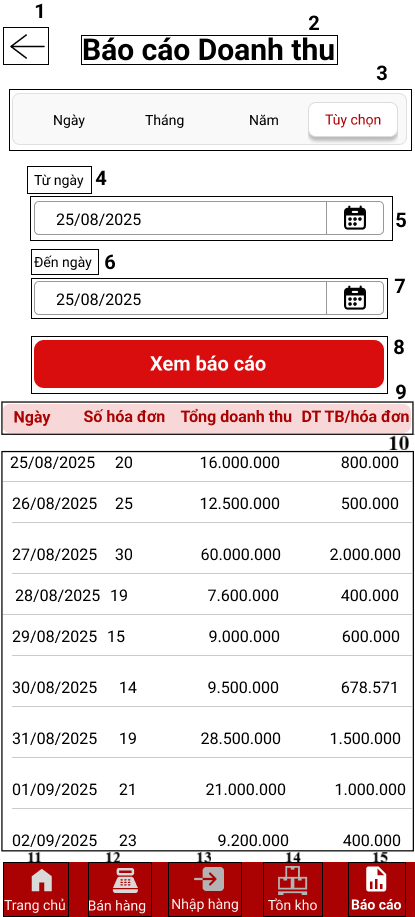 1
2
Báo cáo Doanh thu
3
Ngày Tháng Năm Tùy chọn
Từ ngày 4
25/08/2025 5
Đến ngày 6
25/08/2025 7
Xem báo cáo 8
9
Ngày Số hóa đơn Tổng doanh thu DT TB/hóa đơn
10
25/08/2025 20 16.000.000 800.000
26/08/2025 25 12.500.000 500.000
27/08/2025 30 60.000.000 2.000.000
28/08/2025 19 7.600.000 400.000
29/08/2025 15 9.000.000 600.000
30/08/2025 14 9.500.000 678.571
31/08/2025 19 28.500.000 1.500.000
01/09/2025 21 21.000.000 1.000.000
02/09/2025 23 9.200.000 400.000
11 12 13 14 15
Trang chủ Bán hàng Nhập hàng Tồn kho Báo cáo